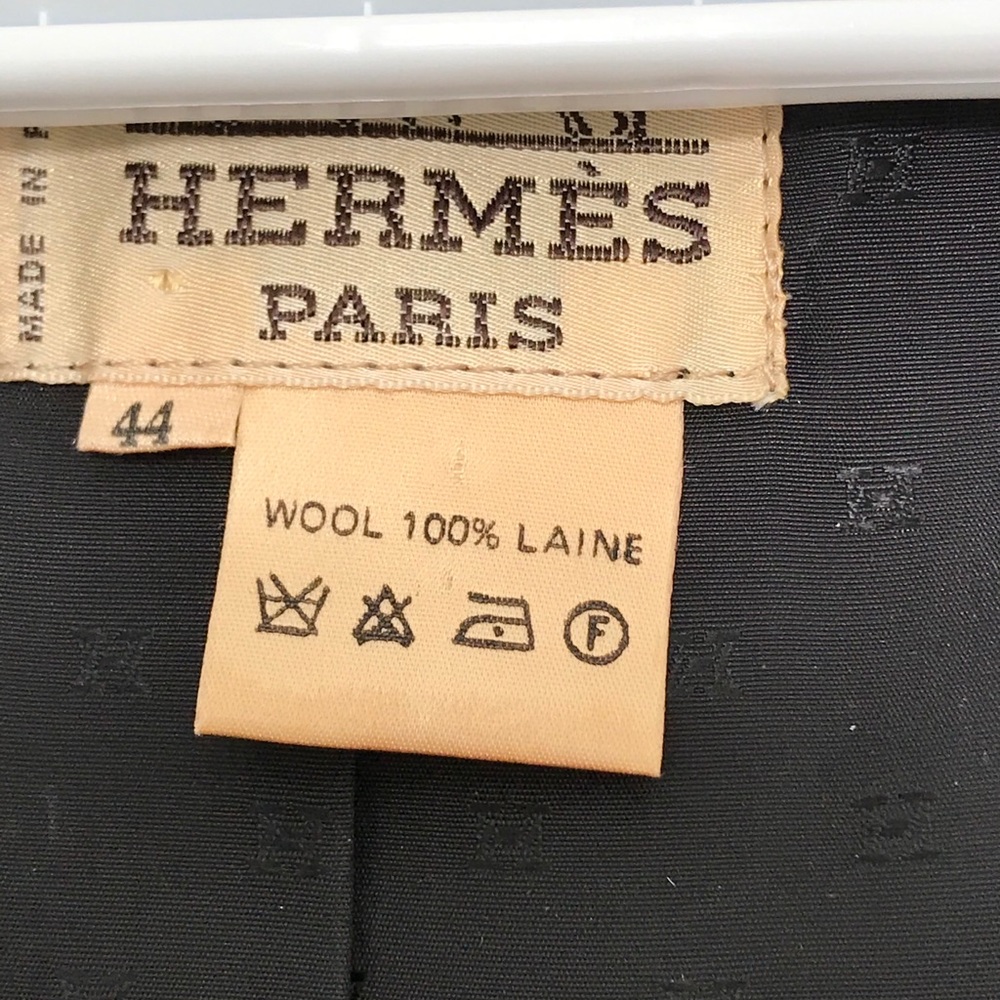 HERMÈS
PARIS
MADE IN
44
WOOL 100% LAINE
F